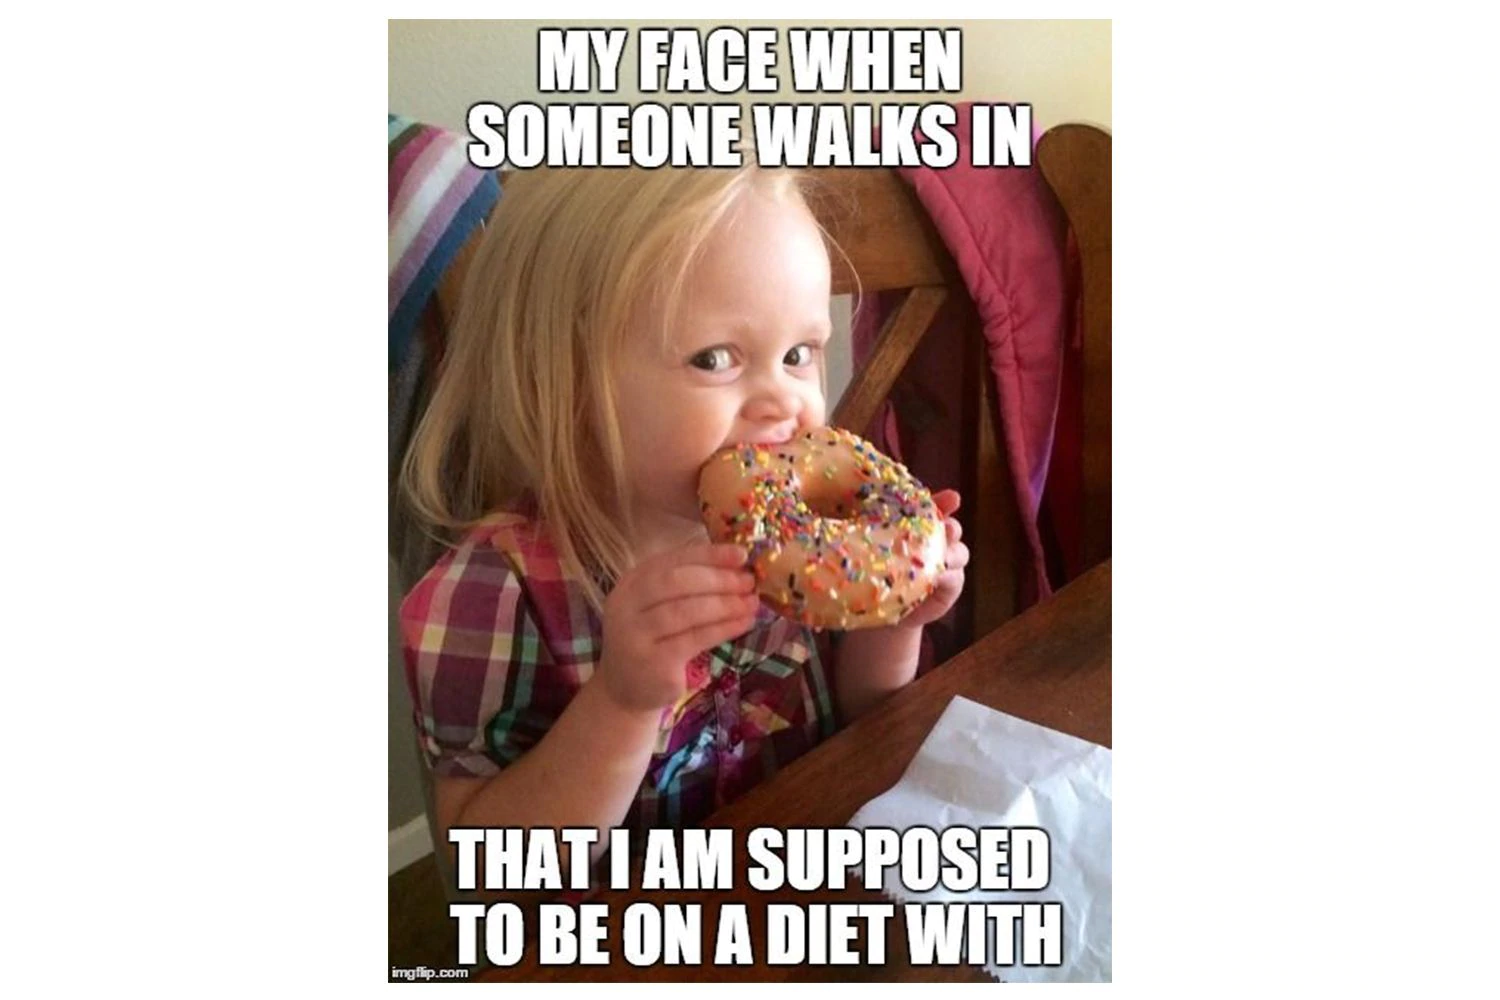 MY FACE WHEN
SOMEONE WALKS IN
THAT I AM SUPPOSED
TO BE ON A DIET WITH
imgflip.com